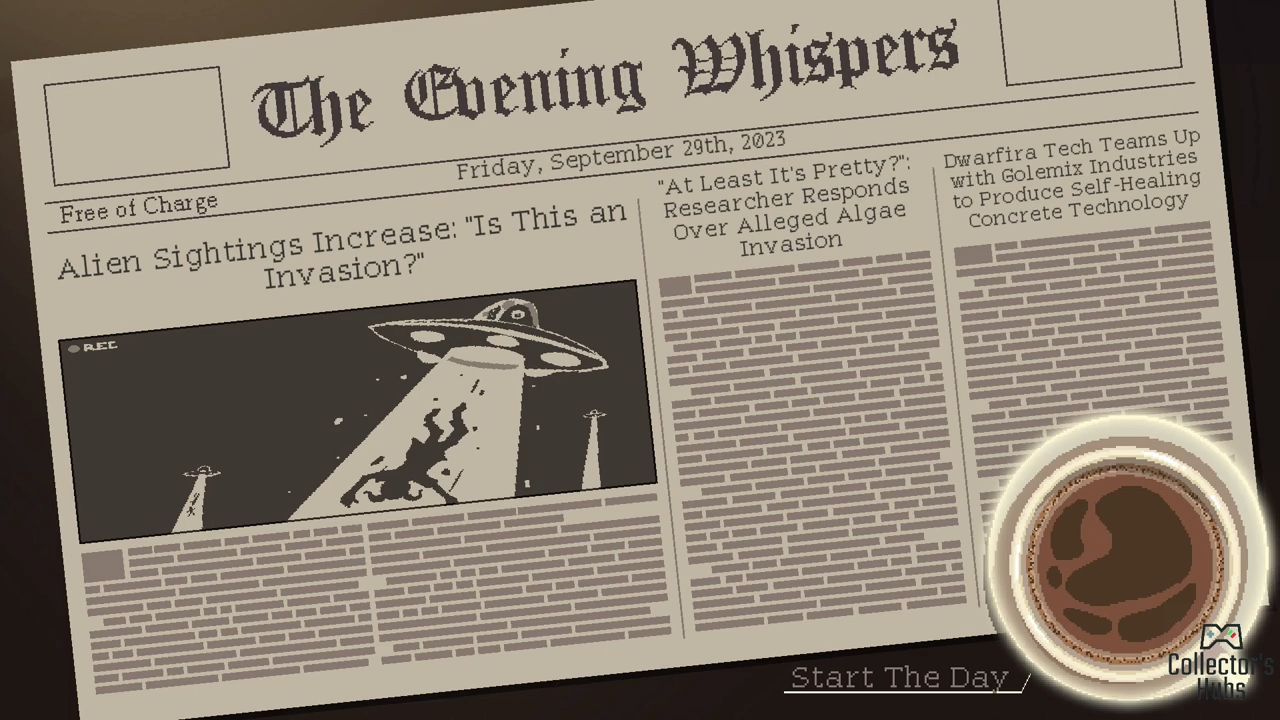 The Evening Whispers
Friday, September 29th, 2023
Free of Charge
Alien Sightings Increase: "Is This an
Invasion?"
REC
"At Least It's Pretty?":
Researcher Responds
Over Alleged Algae
Invasion
Dwarfira Tech Teams Up
with Golemix Industries
to Produce Self-Healing
Concrete Technology
Start The Day
Collector's
Hubs